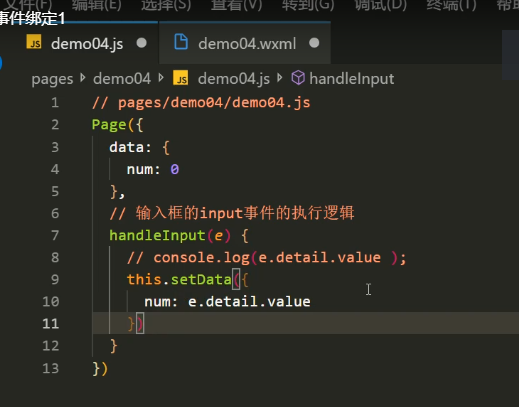 文件(F) 编辑(E) 选择(S) 查看(V) 转到(G) 调试(D) 终端(T) 帮助
事件绑定1
JS demo04.js demo04.wxml
pages demo04 JS demo04.js handleInput
1 // pages/demo04/demo04.js
2 Page({
3 data: {
4 num: 0
5 },
6 // 输入框的input事件的执行逻辑
7 handleInput(e) {
8 // console.log(e.detail.value );
9 this.setData({
10 num: e.detail.value
11 })
12 }
13 })